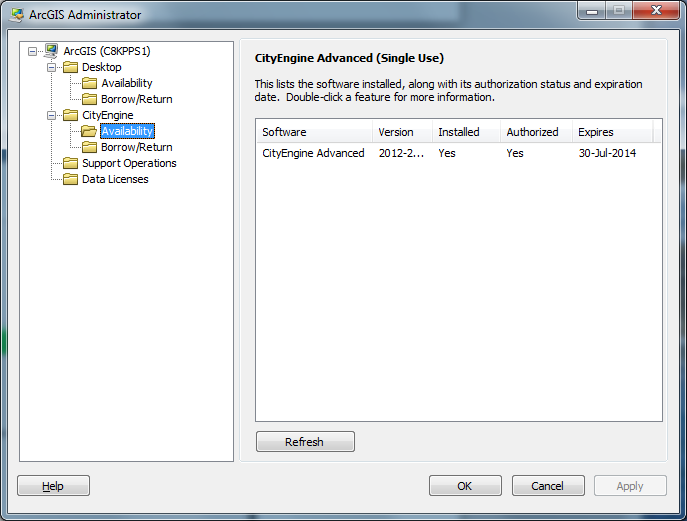 ArcGIS Administrator
ArcGIS (C8KPPS1)
Desktop
Availability
Borrow/Return
CityEngine
Availability
Borrow/Return
Support Operations
Data Licenses
CityEngine Advanced (Single Use)
This lists the software installed, along with its authorization status and expiration
date. Double-click a feature for more information.
Software Version Installed Authorized Expires
CityEngine Advanced 2012-2... Yes Yes 30-Jul-2014
Refresh
Help OK Cancel Apply